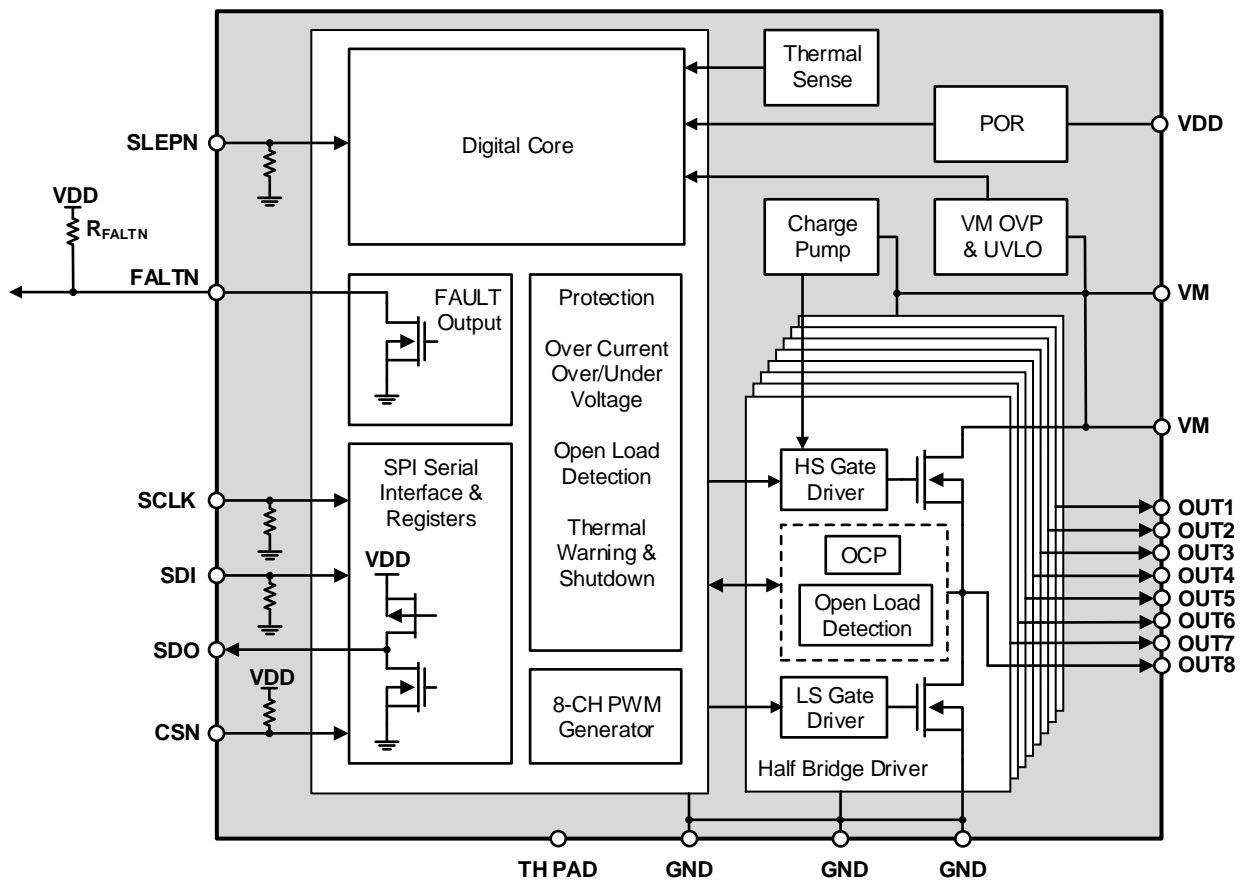 Thermal
Sense
POR
VDD
SLEPN
Digital Core
VDD
RFALTN
Charge
Pump
VM OVP
& UVLO
FALTN
FAULT
Output
VM
Protection
Over Current
Over/Under
Voltage
Open Load
Detection
Thermal
Warning &
Shutdown
VM
SPI Serial
Interface &
Registers
HS Gate
Driver
SCLK
OUT1
OUT2
OUT3
OUT4
OUT5
OUT6
OUT7
OUT8
OCP
Open Load
Detection
SDI
VDD
SDO
VDD
CSN
8-CH PWM
Generator
LS Gate
Driver
Half Bridge Driver
TH PAD
GND
GND
GND